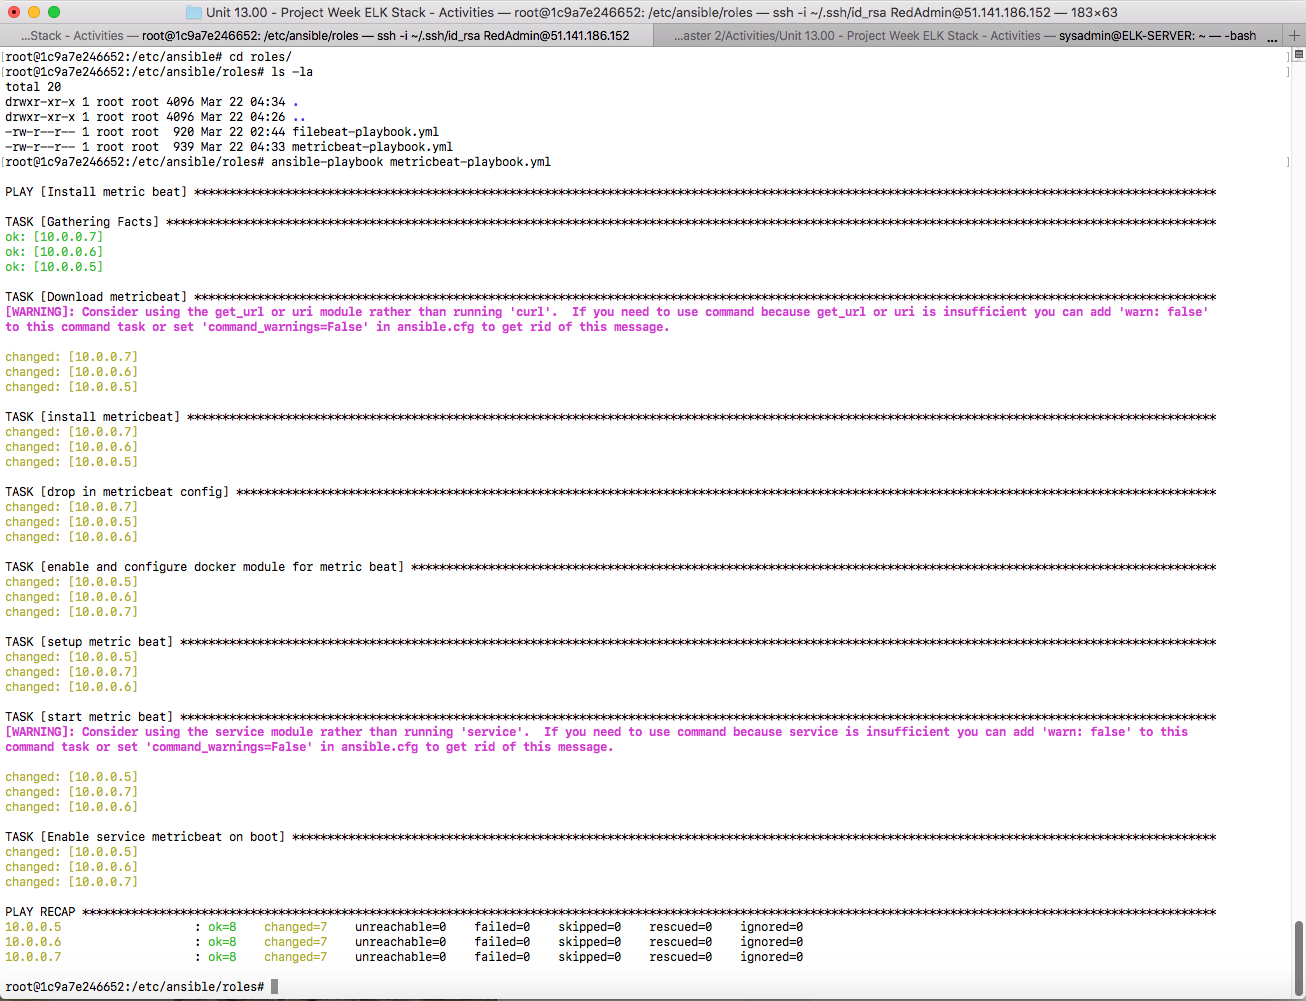 Unit 13.00 - Project Week ELK Stack - Activities — root@1c9a7e246652: /etc/ansible/roles — ssh -i ~/.ssh/id_rsa RedAdmin@51.141.186.152 — 183×63
...Stack - Activities — root@1c9a7e246652: /etc/ansible/roles — ssh -i ~/.ssh/id_rsa RedAdmin@51.141.186.152 ...aster 2/Activities/Unit 13.00 - Project Week ELK Stack - Activities — sysadmin@ELK-SERVER: ~ — -bash ... +
[root@1c9a7e246652:/etc/ansible# cd roles/ ]
[root@1c9a7e246652:/etc/ansible/roles# ls -la ]
total 20
drwxr-xr-x 1 root root 4096 Mar 22 04:34 .
drwxr-xr-x 1 root root 4096 Mar 22 04:26 ..
-rw-r--r-- 1 root root  920 Mar 22 02:44 filebeat-playbook.yml
-rw-r--r-- 1 root root  939 Mar 22 04:33 metricbeat-playbook.yml
[root@1c9a7e246652:/etc/ansible/roles# ansible-playbook metricbeat-playbook.yml ]
PLAY [Install metric beat] **************************************************************************************************************************************************
TASK [Gathering Facts] ******************************************************************************************************************************************************
ok: [10.0.0.7]
ok: [10.0.0.6]
ok: [10.0.0.5]
TASK [Download metricbeat] **************************************************************************************************************************************************
[WARNING]: Consider using the get_url or uri module rather than running 'curl'.  If you need to use command because get_url or uri is insufficient you can add 'warn: false'
to this command task or set 'command_warnings=False' in ansible.cfg to get rid of this message.
changed: [10.0.0.7]
changed: [10.0.0.6]
changed: [10.0.0.5]
TASK [install metricbeat] ***************************************************************************************************************************************************
changed: [10.0.0.7]
changed: [10.0.0.6]
changed: [10.0.0.5]
TASK [drop in metricbeat config] ********************************************************************************************************************************************
changed: [10.0.0.7]
changed: [10.0.0.5]
changed: [10.0.0.6]
TASK [enable and configure docker module for metric beat] *******************************************************************************************************************
changed: [10.0.0.5]
changed: [10.0.0.6]
changed: [10.0.0.7]
TASK [setup metric beat] ****************************************************************************************************************************************************
changed: [10.0.0.5]
changed: [10.0.0.7]
changed: [10.0.0.6]
TASK [start metric beat] ****************************************************************************************************************************************************
[WARNING]: Consider using the service module rather than running 'service'.  If you need to use command because service is insufficient you can add 'warn: false' to this
command task or set 'command_warnings=False' in ansible.cfg to get rid of this message.
changed: [10.0.0.5]
changed: [10.0.0.7]
changed: [10.0.0.6]
TASK [Enable service metricbeat on boot] ************************************************************************************************************************************
changed: [10.0.0.5]
changed: [10.0.0.6]
changed: [10.0.0.7]
PLAY RECAP ******************************************************************************************************************************************************************
10.0.0.5                   : ok=8    changed=7    unreachable=0    failed=0    skipped=0    rescued=0    ignored=0
10.0.0.6                   : ok=8    changed=7    unreachable=0    failed=0    skipped=0    rescued=0    ignored=0
10.0.0.7                   : ok=8    changed=7    unreachable=0    failed=0    skipped=0    rescued=0    ignored=0
root@1c9a7e246652:/etc/ansible/roles#